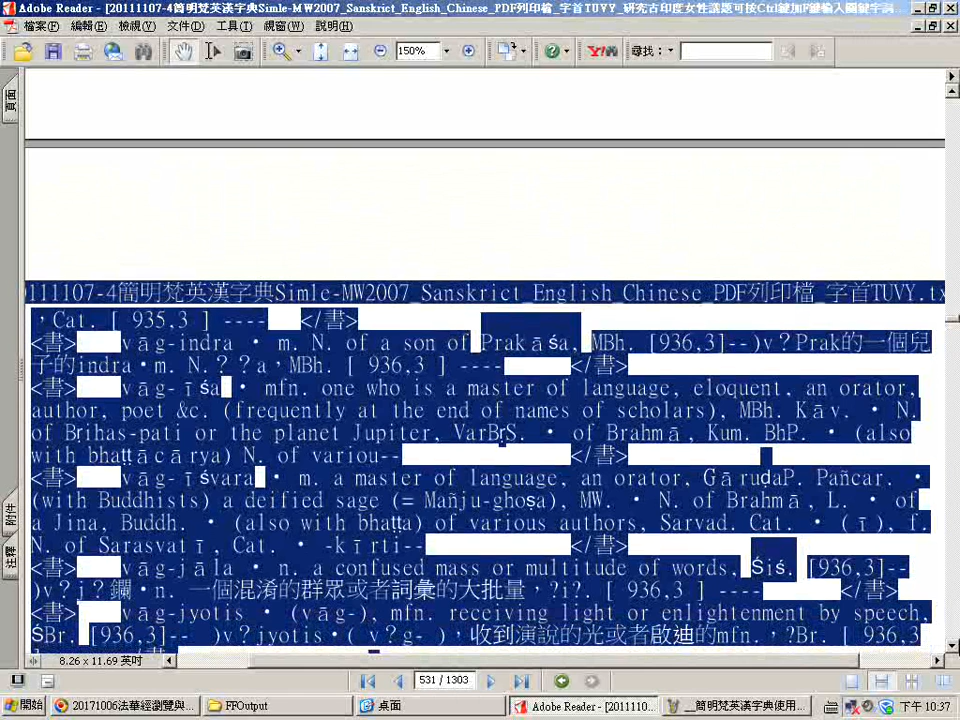 Adobe Reader - [20111107-4簡明梵英漢字典Simle-MW2007_Sanskrict_English_Chinese_PDF列印檔_字首TUVY_研究古印度女性議題可按Ctrl鍵加F鍵輸入關鍵字詞...
檔案(F) 編輯(E) 檢視(V) 文件(D) 工具(T) 視窗(W) 說明(H)
150% Y! 尋找:
頁面
111107-4簡明梵英漢字典Simle-MW2007_Sanskrict_English_Chinese_PDF列印檔_字首TUVY.tx
,Cat. [ 935,3 ] ---- </書>
<書> vāg-indra • m. N. of a son of Prakāśa, MBh. [936,3]--)v？Prak的一個兒
子的indra•m. N.？？a,MBh. [ 936,3 ] ---- </書>
<書> vāg-īśa • mfn. one who is a master of language, eloquent, an orator,
author, poet &c. (frequently at the end of names of scholars), MBh. Kāv. • N.
of Bṛihas-pati or the planet Jupiter, VarBṛS. • of Brahmā, Kum. BhP. • (also
with bhaṭṭācārya) N. of variou-- </書>
<書> vāg-īśvara • m. a master of language, an orator, GāruḍaP. Pañcar. •
(with Buddhists) a deified sage (= Mañju-ghoṣa), MW. • N. of Brahmā, L. • of
a Jina, Buddh. • (also with bhaṭṭa) of various authors, Sarvad. Cat. • (ī), f.
N. of Sarasvatī, Cat. • -kīrti-- </書>
<書> vāg-jāla • n. a confused mass or multitude of words, Śiś. [936,3]--
)v？j？鑭•n. 一個混淆的群眾或者詞彙的大批量,?i?. [ 936,3 ] ---- </書>
<書> vāg-jyotis • (vāg-), mfn. receiving light or enlightenment by speech,
ŚBr. [936,3]-- )v？jyotis•( v？g- ),收到演說的光或者啟迪的mfn.,?Br. [ 936,3
附件
註釋
8.26 x 11.69 英吋
531 / 1303
開始 20171006法華經瀏覽與... FFOutput 桌面 Adobe Reader - [2011... __簡明梵英字典使用... 下午 10:37